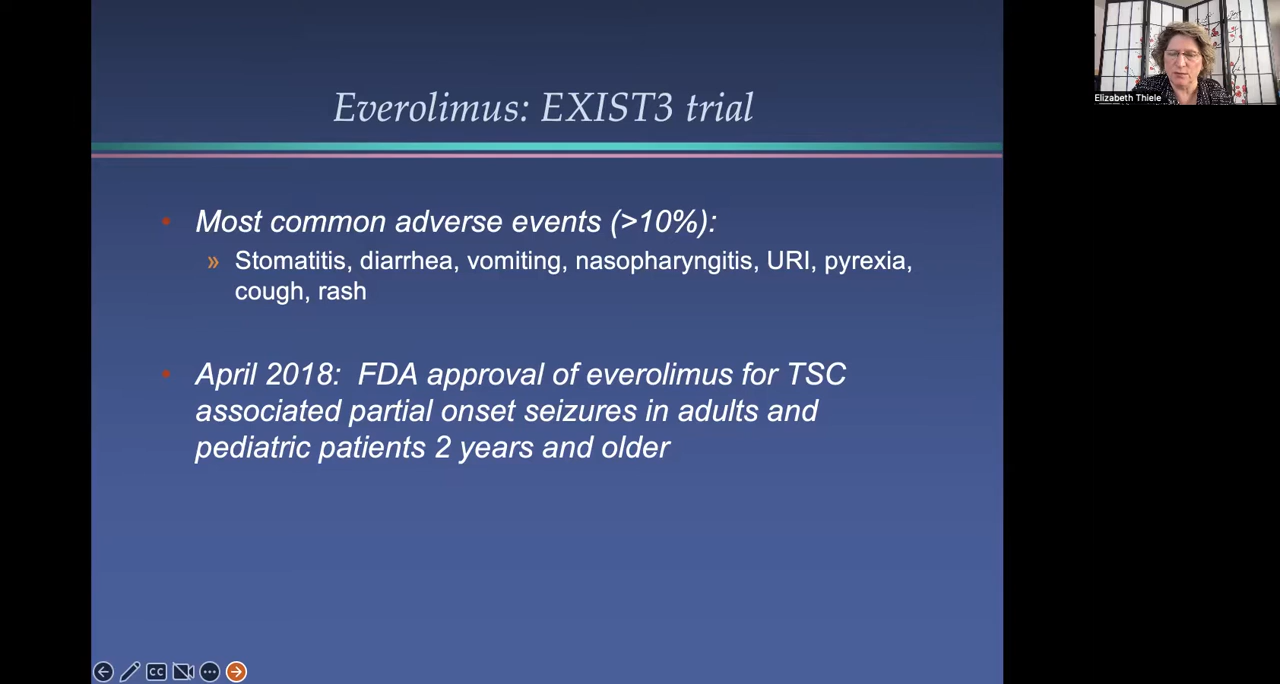 Everolimus: EXIST3 trial
• Most common adverse events (>10%):
» Stomatitis, diarrhea, vomiting, nasopharyngitis, URI, pyrexia,
cough, rash
• April 2018:  FDA approval of everolimus for TSC
associated partial onset seizures in adults and
pediatric patients 2 years and older
Elizabeth Thiele
CC